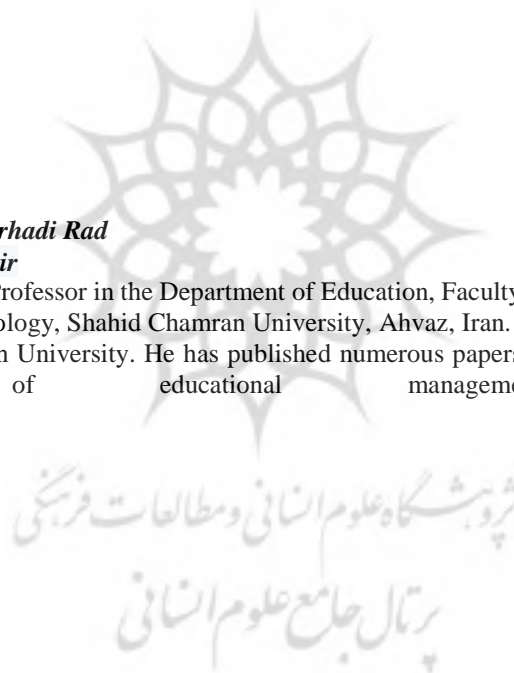 rhadi Rad
ir
Professor in the Department of Education, Faculty
ology, Shahid Chamran University, Ahvaz, Iran.
n University. He has published numerous papers
of educational manageme
پژوهشگاه علوم انسانی و مطالعات فرهنگی
پرتال جامع علوم انسانی